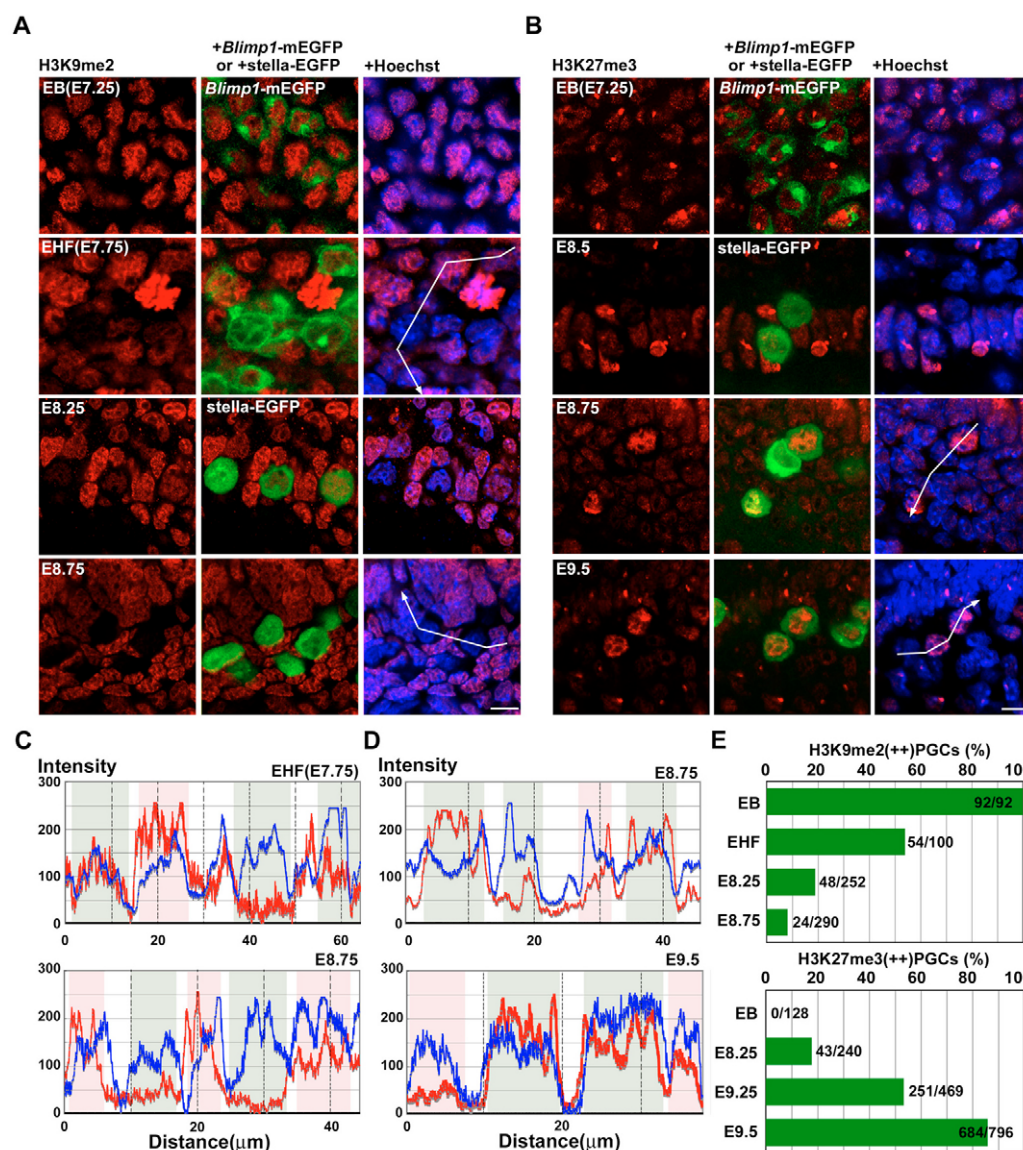 A
H3K9me2
+Blimp1-mEGFP
or +stella-EGFP
+Hoechst
EB(E7.25)
Blimp1-mEGFP
EHF(E7.75)
E8.25
stella-EGFP
E8.75
B
H3K27me3
+Blimp1-mEGFP
or +stella-EGFP
+Hoechst
EB(E7.25)
Blimp1-mEGFP
E8.5
stella-EGFP
E8.75
E9.5
C
Intensity
EHF(E7.75)
300
200
100
0
0 20 40 60
E8.75
300
200
100
0
0 20 40
Distance(μm)
D
Intensity
E8.75
300
200
100
0
0 20 40
E9.5
300
200
100
0
0 20
Distance(μm)
E
H3K9me2(++)PGCs (%)
0 20 40 60 80 100
EB 92/92
EHF 54/100
E8.25 48/252
E8.75 24/290
H3K27me3(++)PGCs (%)
0 20 40 60 80 100
EB 0/128
E8.25 43/240
E9.25 251/469
E9.5 684/796